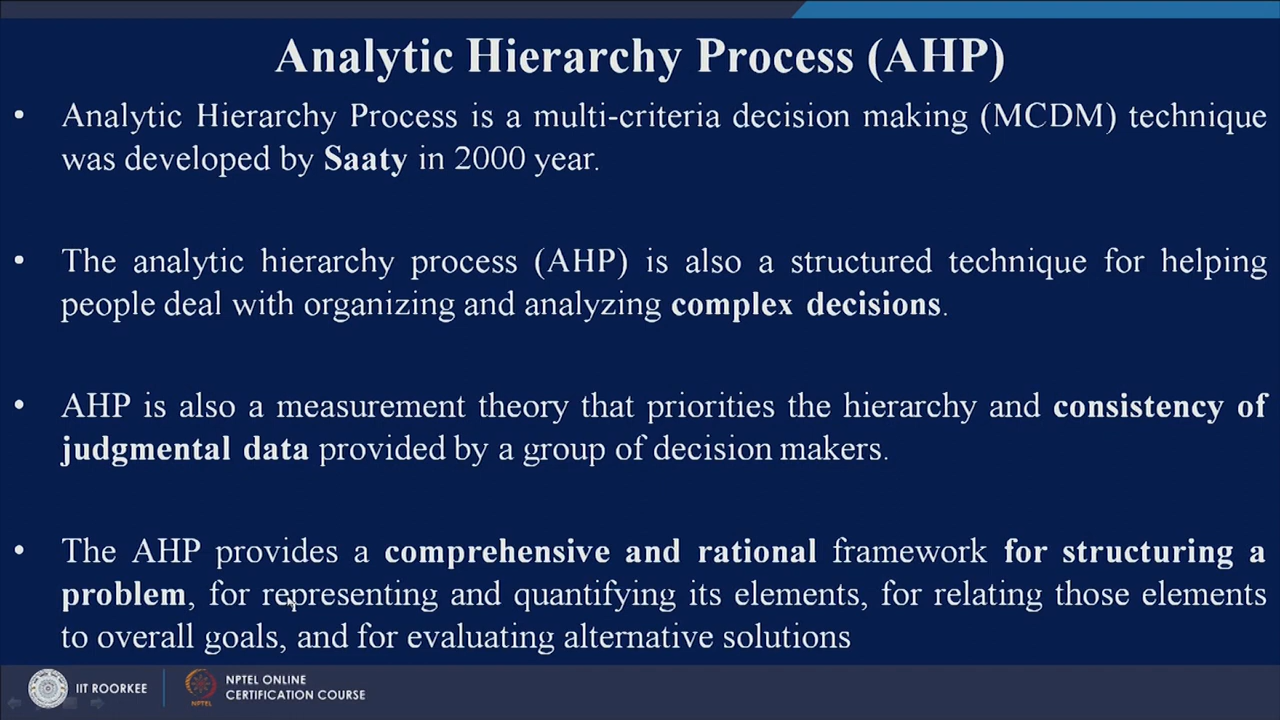 Analytic Hierarchy Process (AHP)
• Analytic Hierarchy Process is a multi-criteria decision making (MCDM) technique
was developed by Saaty in 2000 year.
• The analytic hierarchy process (AHP) is also a structured technique for helping
people deal with organizing and analyzing complex decisions.
• AHP is also a measurement theory that priorities the hierarchy and consistency of
judgmental data provided by a group of decision makers.
• The AHP provides a comprehensive and rational framework for structuring a
problem, for representing and quantifying its elements, for relating those elements
to overall goals, and for evaluating alternative solutions
IIT ROORKEE
NPTEL ONLINE
CERTIFICATION COURSE
NPTEL